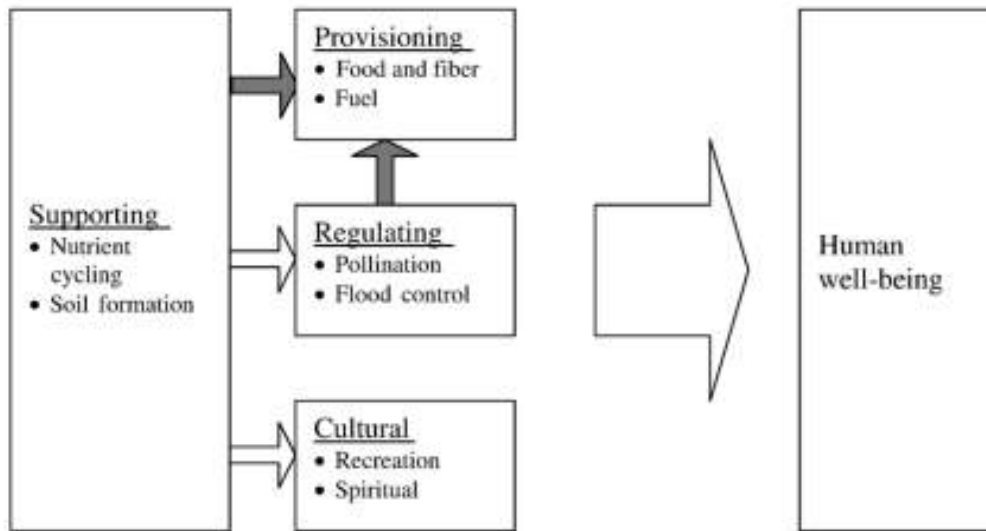 Provisioning
• Food and fiber
• Fuel
Supporting
• Nutrient
cycling
• Soil formation
Regulating
• Pollination
• Flood control
Cultural
• Recreation
• Spiritual
Human
well-being